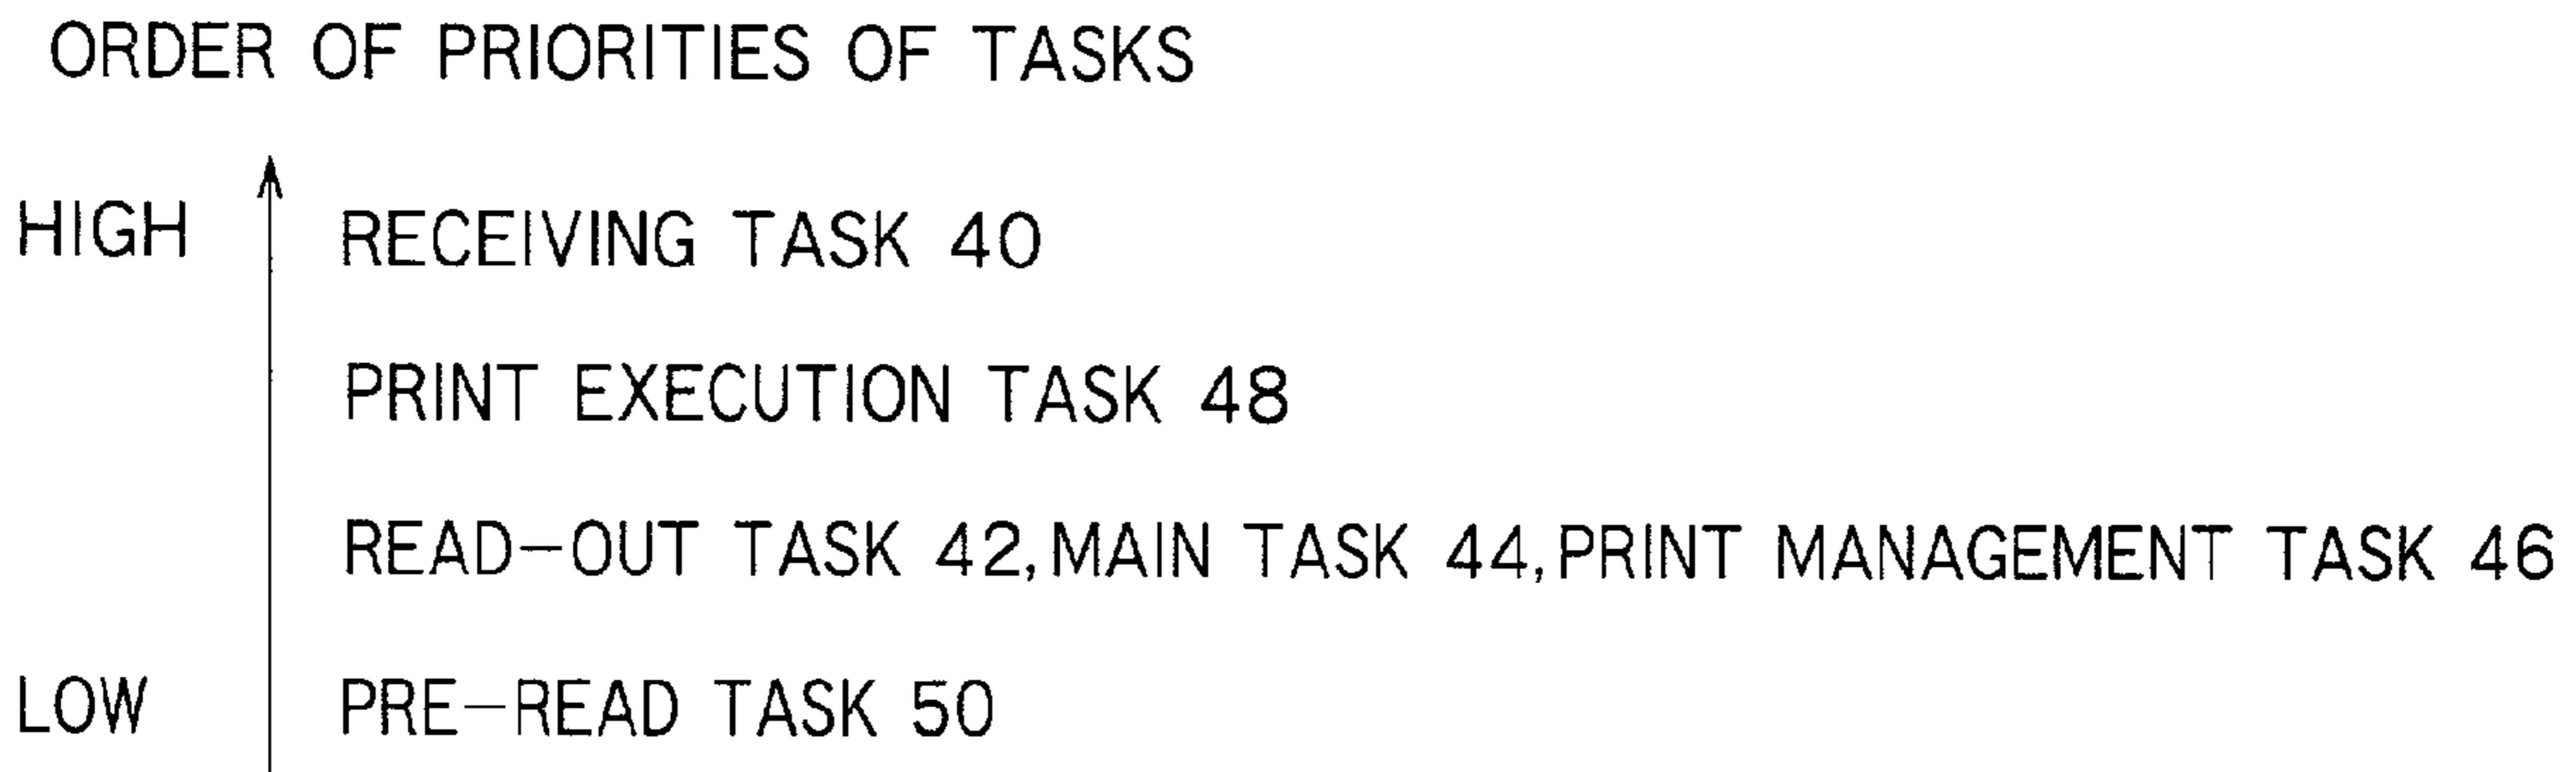 ORDER OF PRIORITIES OF TASKS
HIGH RECEIVING TASK 40
PRINT EXECUTION TASK 48
READ-OUT TASK 42, MAIN TASK 44, PRINT MANAGEMENT TASK 46
LOW PRE-READ TASK 50